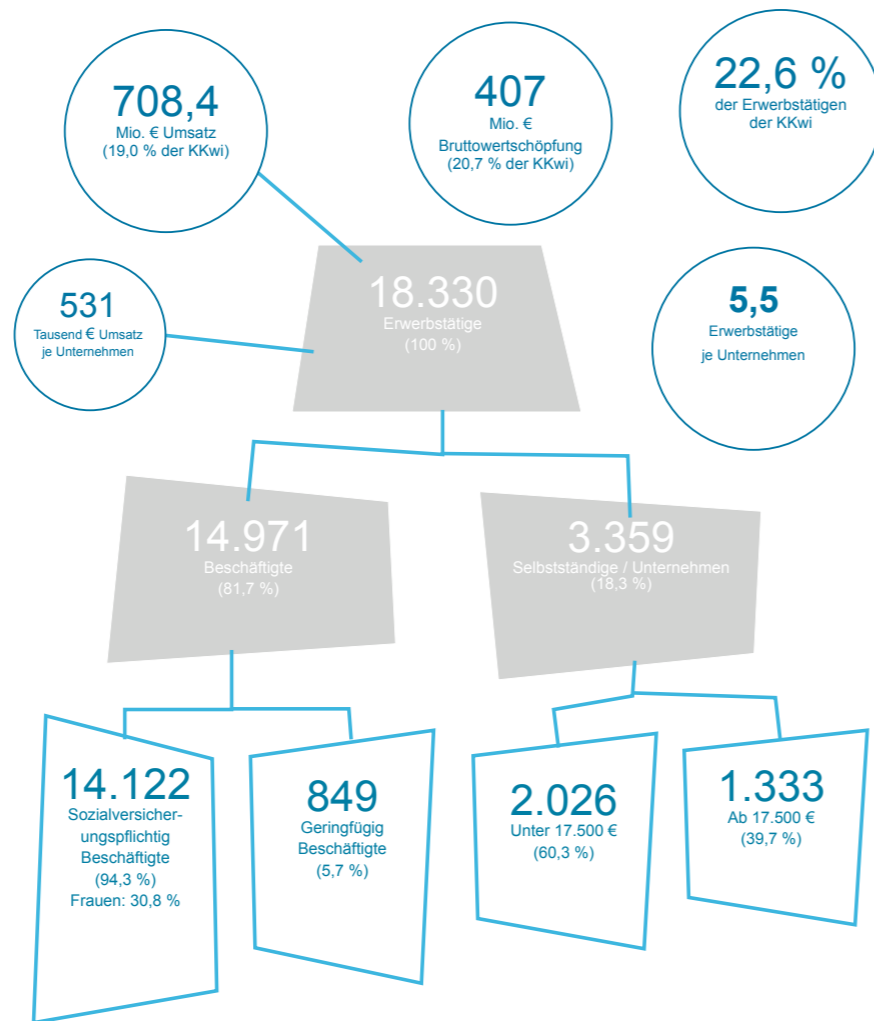 708,4
Mio. € Umsatz
(19,0 % der KKwi)
407
Mio. €
Bruttowertschöpfung
(20,7 % der KKwi)
22,6 %
der Erwerbstätigen
der KKwi
531
Tausend € Umsatz
je Unternehmen
18.330
Erwerbstätige
(100 %)
5,5
Erwerbstätige
je Unternehmen
14.971
Beschäftigte
(81,7 %)
3.359
Selbstständige / Unternehmen
(18,3 %)
14.122
Sozialversicher-
ungspflichtig
Beschäftigte
(94,3 %)
Frauen: 30,8 %
849
Geringfügig
Beschäftigte
(5,7 %)
2.026
Unter 17.500 €
(60,3 %)
1.333
Ab 17.500 €
(39,7 %)